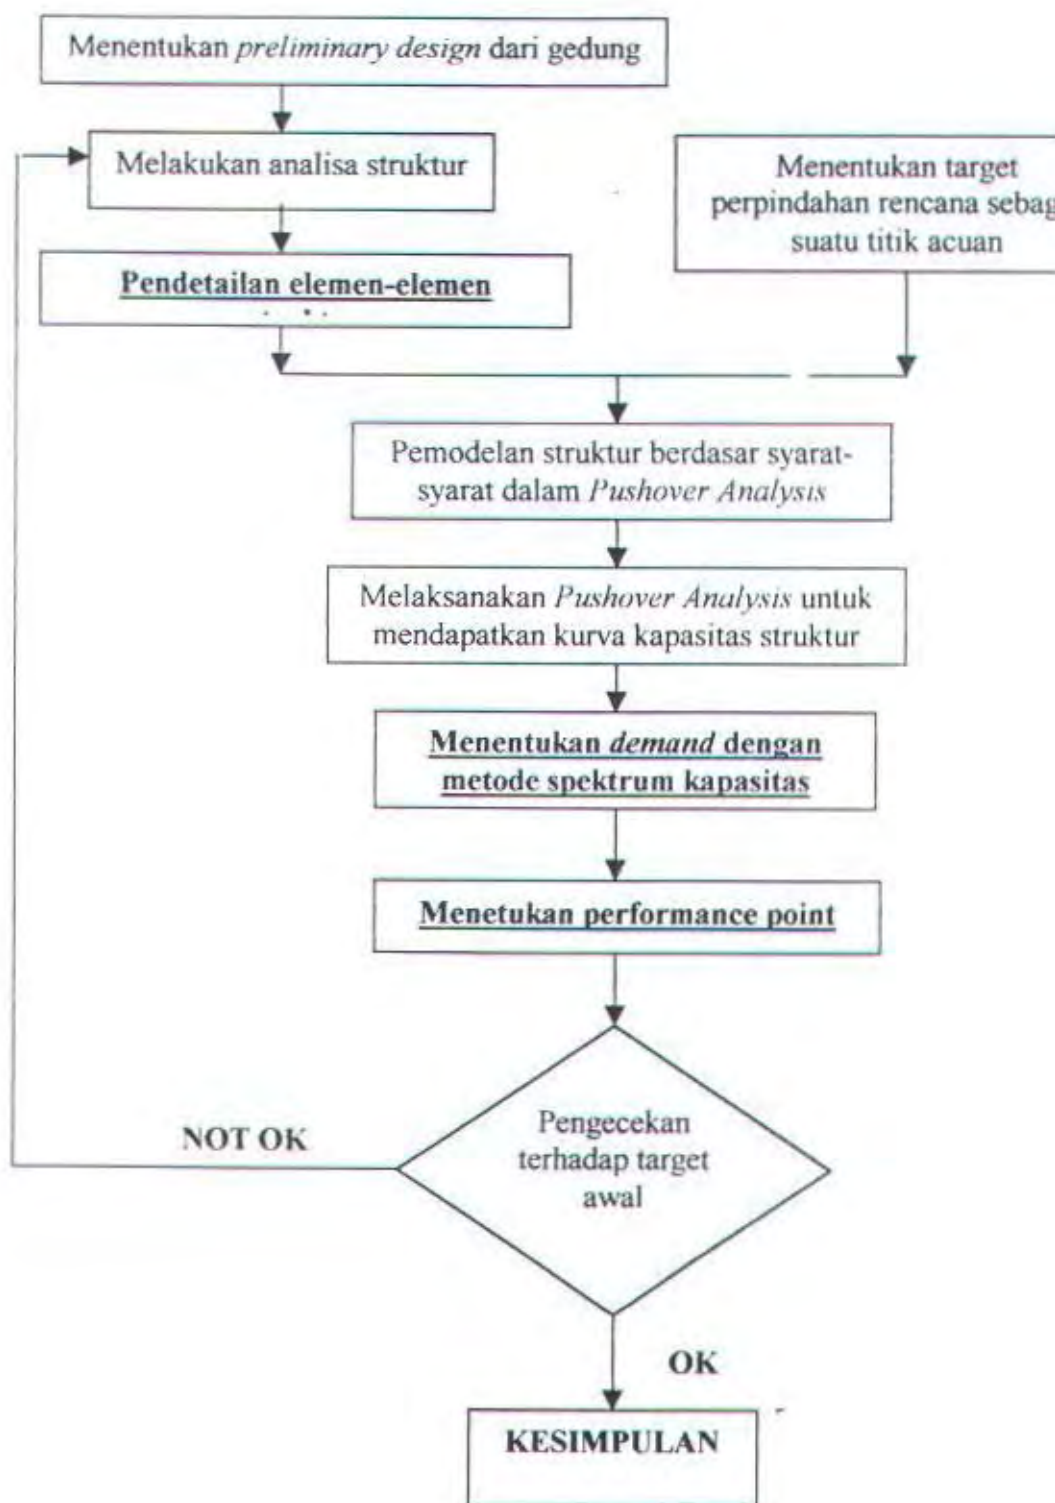 Menentukan preliminary design dari gedung
Melakukan analisa struktur
Menentukan target
perpindahan rencana sebag
suatu titik acuan
Pendetailan elemen-elemen
Pemodelan struktur berdasar syarat-
syarat dalam Pushover Analysis
Melaksanakan Pushover Analysis untuk
mendapatkan kurva kapasitas struktur
Menentukan demand dengan
metode spektrum kapasitas
Menetukan performance point
Pengecekan
terhadap target
awal
NOT OK
OK
KESIMPULAN